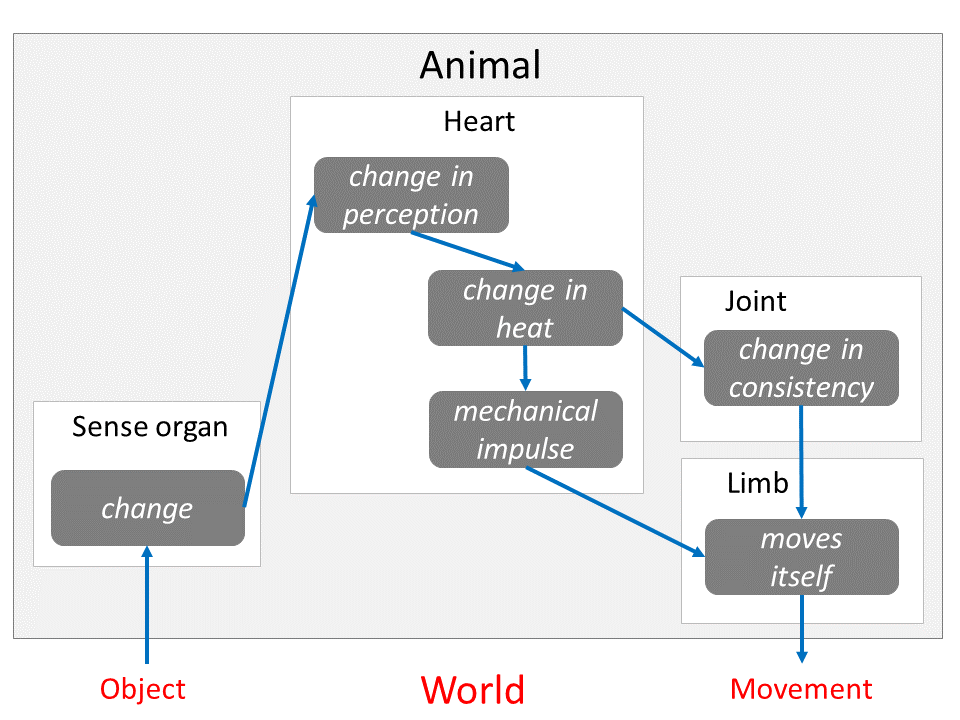 Animal
Heart
change in
perception
change in
heat
mechanical
impulse
Joint
change in
consistency
Sense organ
change
Limb
moves
itself
Object
World
Movement